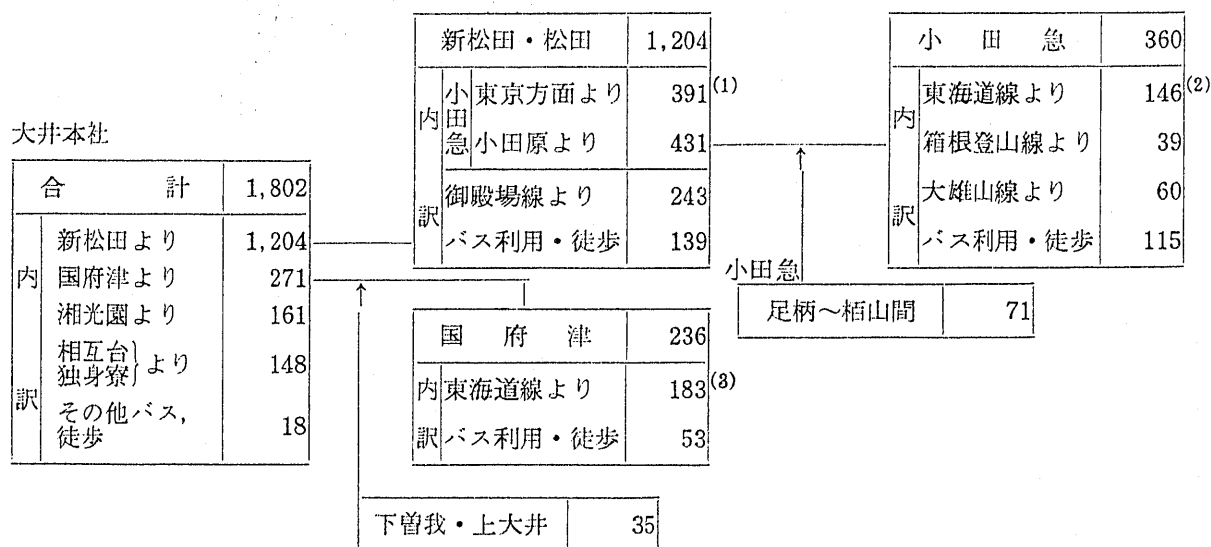 大井本社
合計 1,802
内訳
新松田より 1,204
国府津より 271
湘光園より 161
相互台
独身寮}より 148
その他バス,
徒歩 18
新松田・松田 1,204
内訳
小田急
東京方面より 391(1)
小田原より 431
御殿場線より 243
バス利用・徒歩 139
国府津 236
内訳
東海道線より 183(3)
バス利用・徒歩 53
下曽我・上大井 35
小田急 360
内訳
東海道線より 146(2)
箱根登山線より 39
大雄山線より 60
バス利用・徒歩 115
小田急
足柄〜栢山間 71